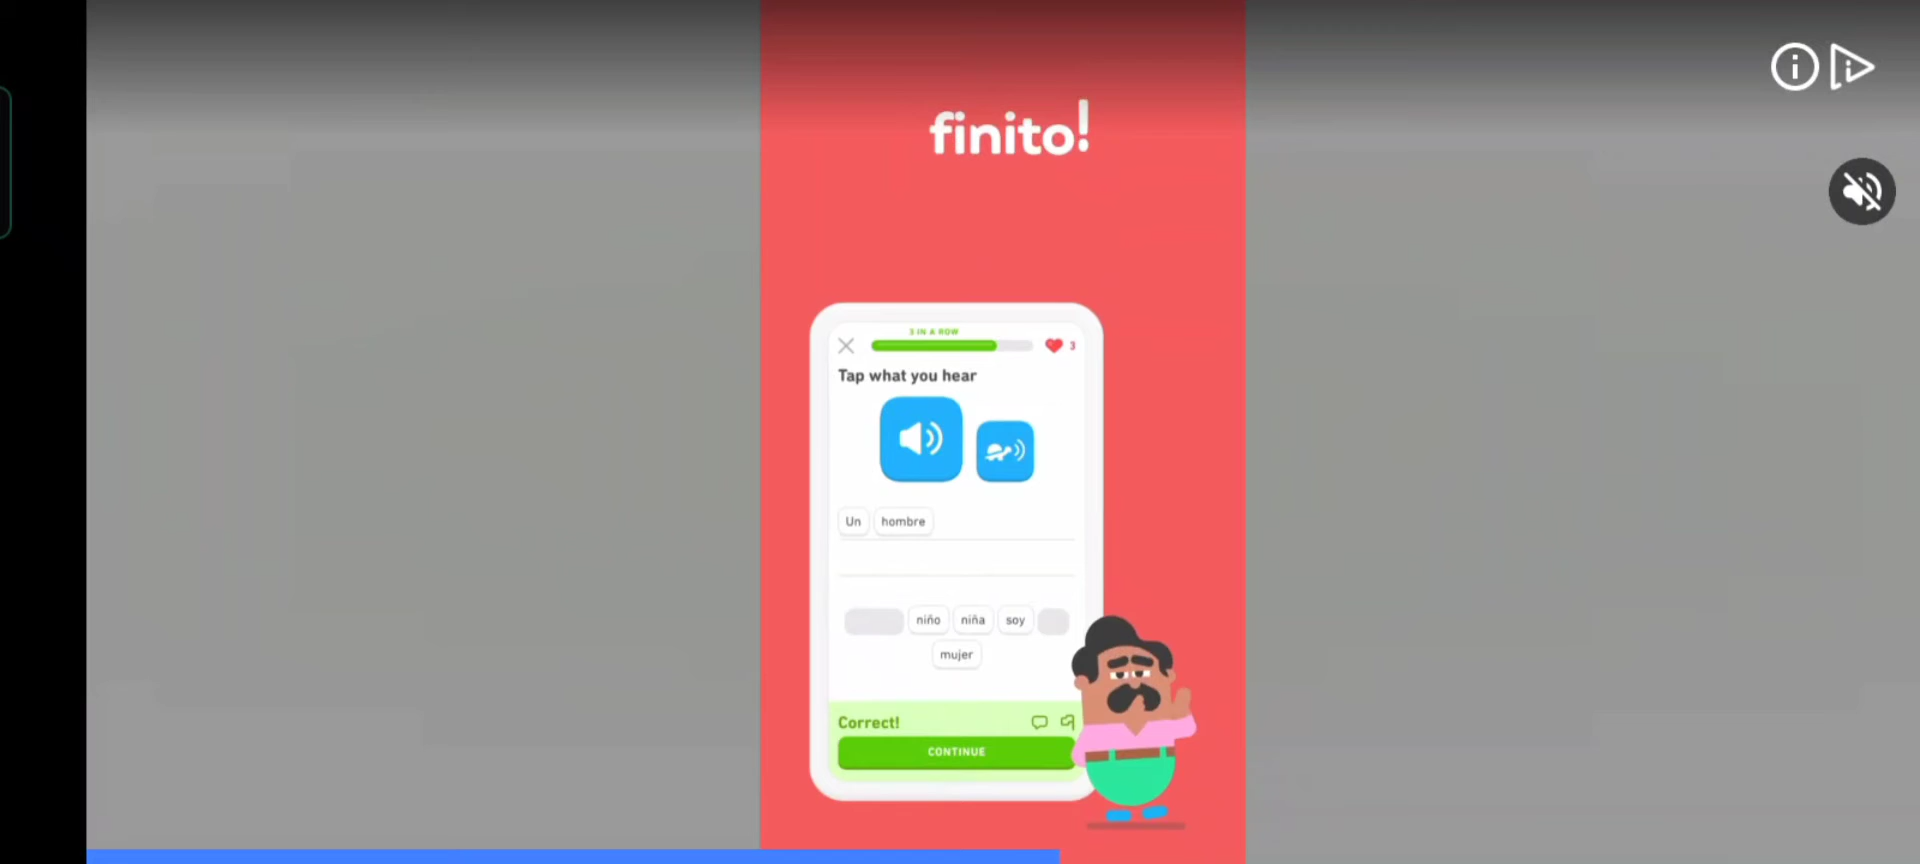 finito!
3 IN A ROW
3
Tap what you hear
Un hombre
niño niña soy
mujer
Correct!
CONTINUE